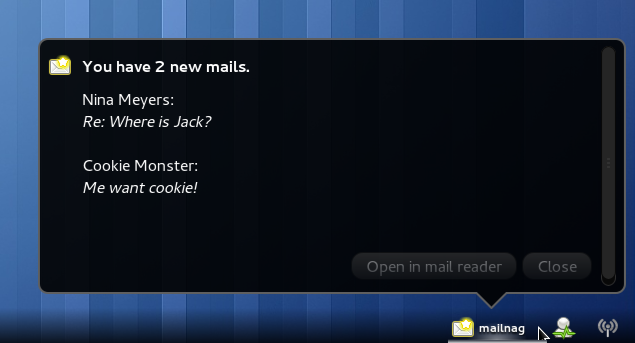 You have 2 new mails.
Nina Meyers:
Re: Where is Jack?
Cookie Monster:
Me want cookie!
Open in mail reader
Close
mailnag